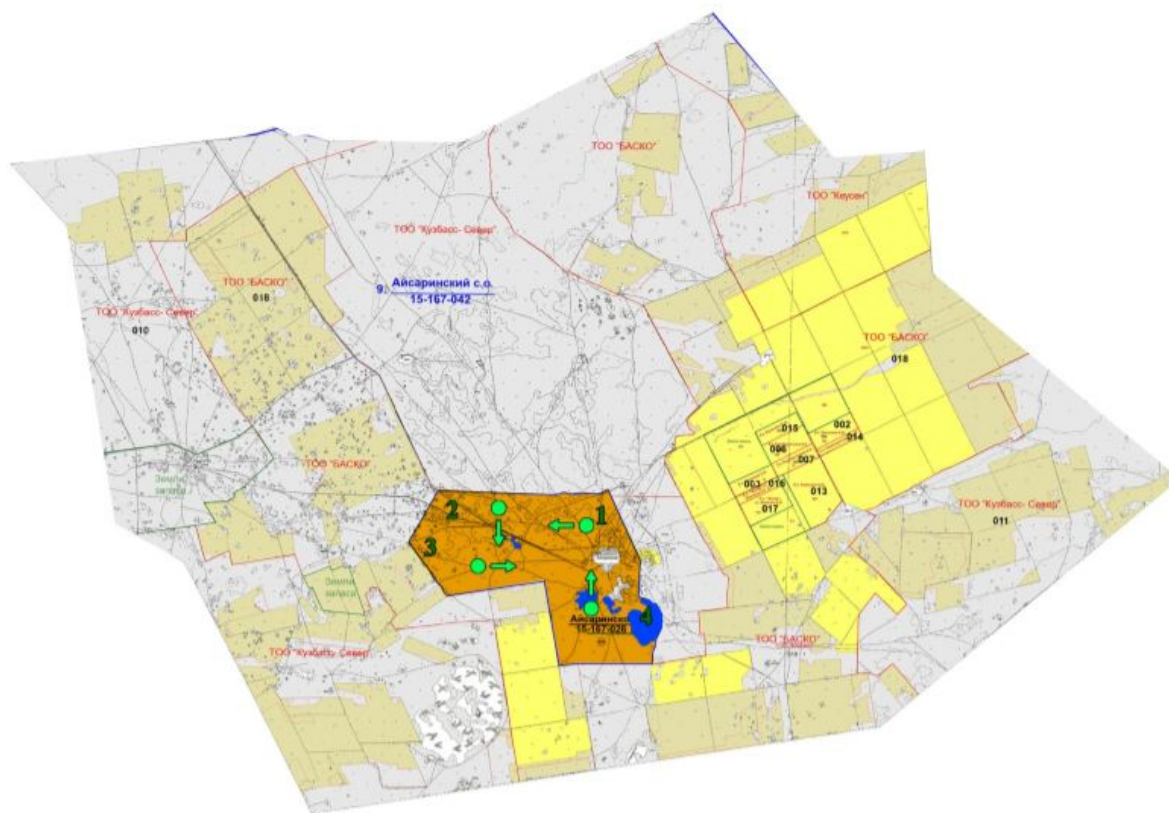 ТОО "БАСКО"
ТОО "Кеусен"
ТОО "Кузбасс- Север"
9. Айсаринский с.о.
15-167-042
ТОО "БАСКО"
018
ТОО "Кузбасс- Север"
010
ТОО "БАСКО"
018
015
002
006
014
007
003
016
013
017
ТОО "БАСКО"
Земли
запаса
ТОО "Кузбасс- Север"
011
2
1
3
4
Земли
запаса
Айсаринско
15-167-026
ТОО "БАСКО"
ТОО "Кузбасс- Север"